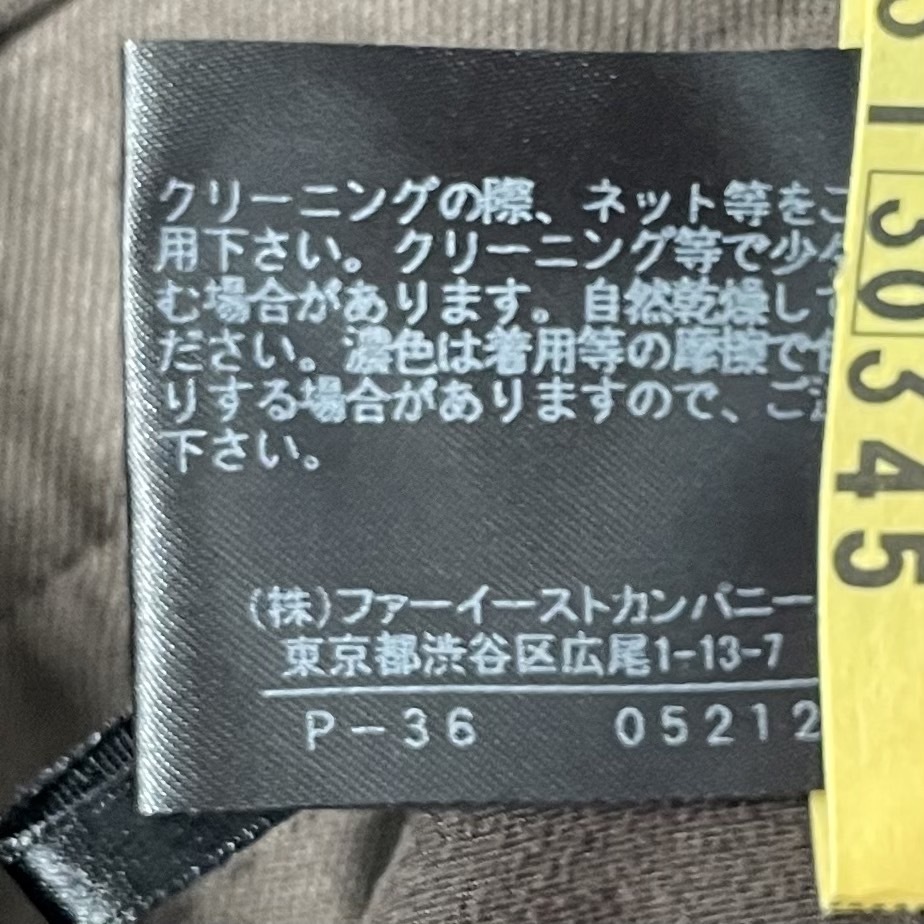 クリーニングの際、ネット等をご
用下さい。クリーニング等で少々
む場合があります。自然乾燥して
ださい。濃色は着用等の摩擦で
りする場合がありますので、ご
下さい。
(株)ファーイーストカンパニー
東京都渋谷区広尾1-13-7
P-36 05212
30345